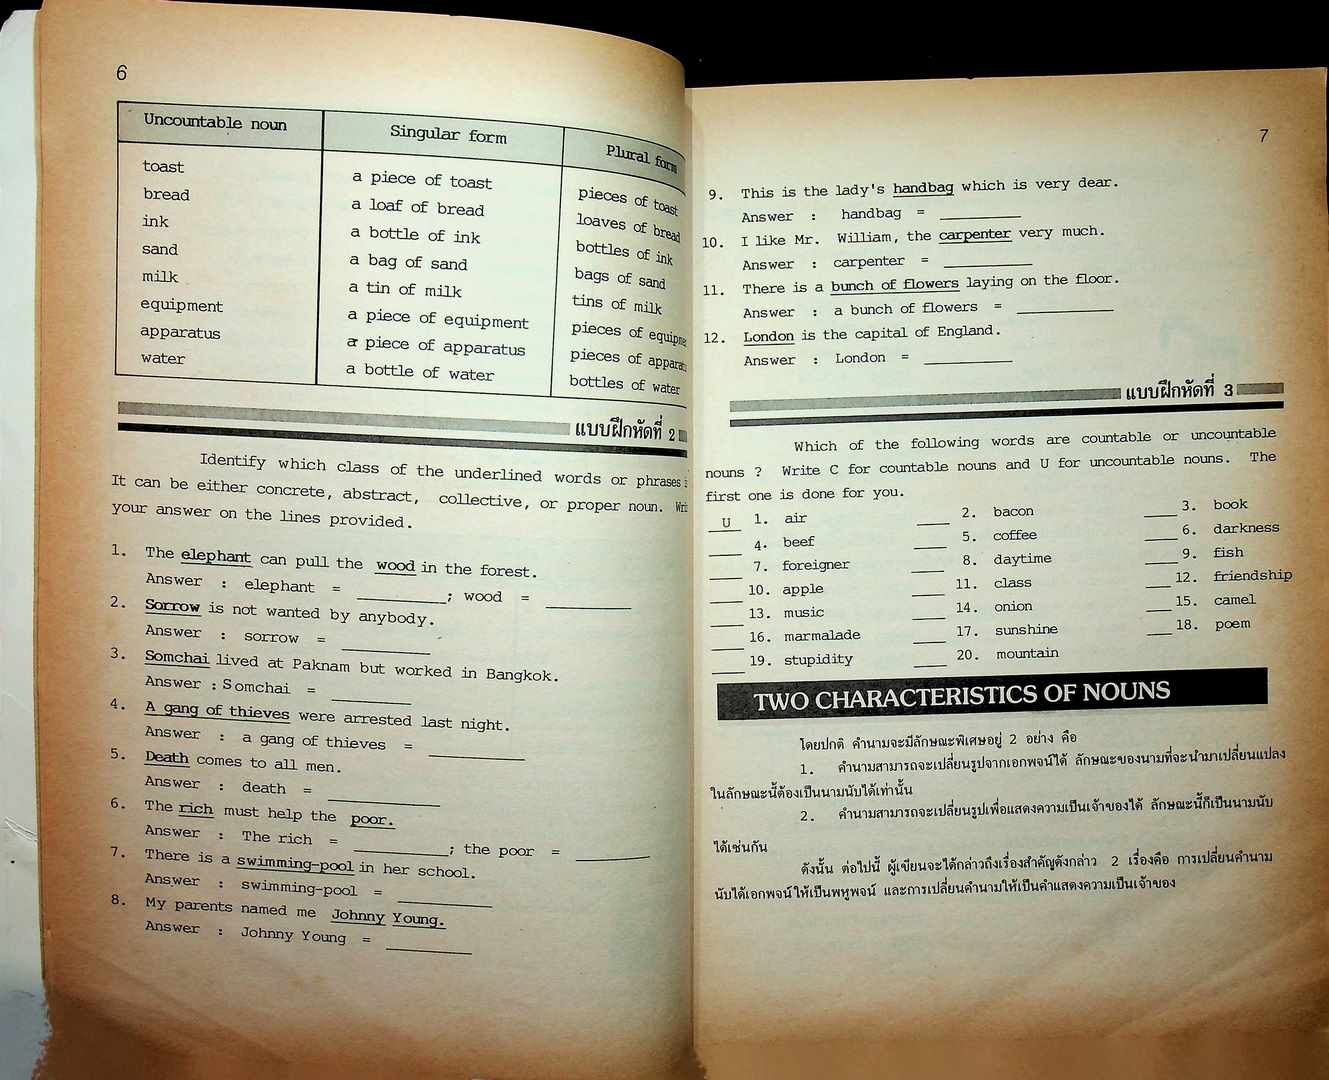 6
Uncountable noun Singular form Plural form
toast a piece of toast pieces of toast
bread a loaf of bread loaves of bread
ink a bottle of ink bottles of ink
sand a bag of sand bags of sand
milk a tin of milk tins of milk
equipment a piece of equipment pieces of
apparatus a piece of apparatus pieces of
water a bottle of water bottles of water
แบบฝึกหัดที่ 2
Identify which class of the underlined words or phrases
It can be either concrete, abstract, collective, or proper noun.
your answer on the lines provided.
1. The elephant can pull the wood in the forest.
Answer : elephant = ; wood =
2. Sorrow is not wanted by anybody.
Answer : sorrow =
3. Somchai lived at Paknam but worked in Bangkok.
Answer : Somchai =
4. A gang of thieves were arrested last night.
Answer : a gang of thieves =
5. Death comes to all men.
Answer : death =
6. The rich must help the poor.
Answer : The rich = ; the poor =
7. There is a swimming-pool in her school.
Answer : swimming-pool =
8. My parents named me Johnny Young.
Answer : Johnny Young =
7
9. This is the lady's handbag which is very dear.
Answer : handbag =
10. I like Mr. William, the carpenter very much.
Answer : carpenter =
11. There is a bunch of flowers laying on the floor.
Answer : a bunch of flowers =
12. London is the capital of England.
Answer : London =
แบบฝึกหัดที่ 3
Which of the following words are countable or uncountable
nouns ? Write C for countable nouns and U for uncountable nouns. The
first one is done for you.
U 1. air 2. bacon 3. book
4. beef 5. coffee 6. darkness
7. foreigner 8. daytime 9. fish
10. apple 11. class 12. friendship
13. music 14. onion 15. camel
16. marmalade 17. sunshine 18. poem
19. stupidity 20. mountain
TWO CHARACTERISTICS OF NOUNS
โดยปกติ คำนามจะมีลักษณะพิเศษอยู่ 2 อย่าง คือ
1. คำนามสามารถจะเปลี่ยนรูปจากเอกพจน์ได้ ลักษณะของนามที่จะนำมาเปลี่ยนแปลง
ในลักษณะนี้ต้องเป็นนามนับได้เท่านั้น
2. คำนามสามารถจะเปลี่ยนรูปเพื่อแสดงความเป็นเจ้าของได้ ลักษณะนี้ก็เป็นนามนับ
ได้เช่นกัน
ดังนั้น ต่อไปนี้ ผู้เขียนจะได้กล่าวถึงเรื่องสำคัญดังกล่าว 2 เรื่องคือ การเปลี่ยนคำนาม
นับได้เอกพจน์ให้เป็นพหูพจน์ และการเปลี่ยนคำนามให้เป็นคำแสดงความเป็นเจ้าของ